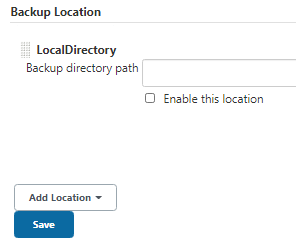 Backup Location
LocalDirectory
Backup directory path
Enable this location
Add Location
Save